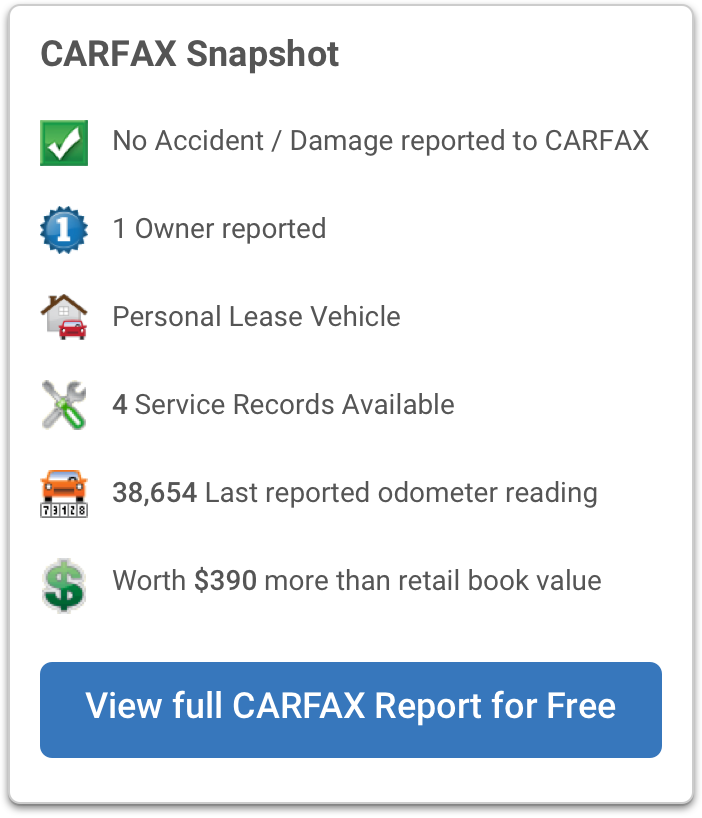 CARFAX Snapshot
No Accident / Damage reported to CARFAX
1
1 Owner reported
Personal Lease Vehicle
4 Service Records Available
38,654 Last reported odometer reading
73128
$
Worth $390 more than retail book value
View full CARFAX Report for Free